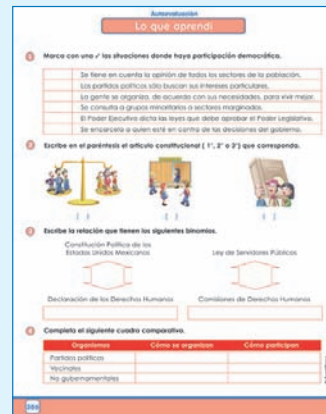 Autoevaluación
Lo que aprendí
1 Marca con una ✓ las situaciones donde haya participación democrática.
Se tiene en cuenta la opinión de todos los sectores de la población.
Los partidos políticos sólo buscan sus intereses particulares.
La gente se organiza, de acuerdo con sus necesidades, para vivir mejor.
Se consulta a grupos minoritarios o sectores marginados.
El Poder Ejecutivo dicta las leyes que debe aprobar el Poder Legislativo.
Se encarcela a quien esté en contra de las decisiones del gobierno.
2 Escribe en el paréntesis el artículo constitucional ( 1°, 2° o 3°) que corresponda.
( ) ( ) ( )
3 Escribe la relación que tienen los siguientes binomios.
Constitución Política de los
Estados Unidos Mexicanos
Ley de Servidores Públicos
Declaración de los Derechos Humanos
Comisiones de Derechos Humanos
4 Completa el siguiente cuadro comparativo.
Organismos Cómo se organizan Cómo participan
Partidos políticos
Vecinales
No gubernamentales